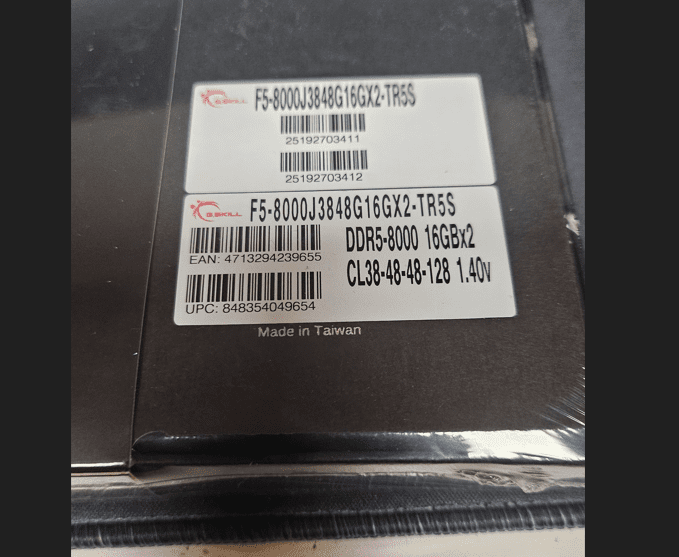 G.SKILL F5-8000J3848G16GX2-TR5S
25192703411
25192703412
G.SKILL F5-8000J3848G16GX2-TR5S
DDR5-8000 16GBx2
EAN: 4713294239655
CL38-48-48-128 1.40v
UPC: 848354049654
Made in Taiwan